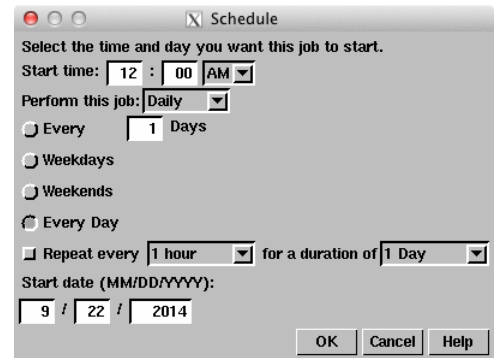 Schedule
Select the time and day you want this job to start.
Start time: 12 : 00 AM
Perform this job: Daily
Every 1 Days
Weekdays
Weekends
Every Day
Repeat every 1 hour for a duration of 1 Day
Start date (MM/DD/YYYY):
9 / 22 / 2014
OK Cancel Help